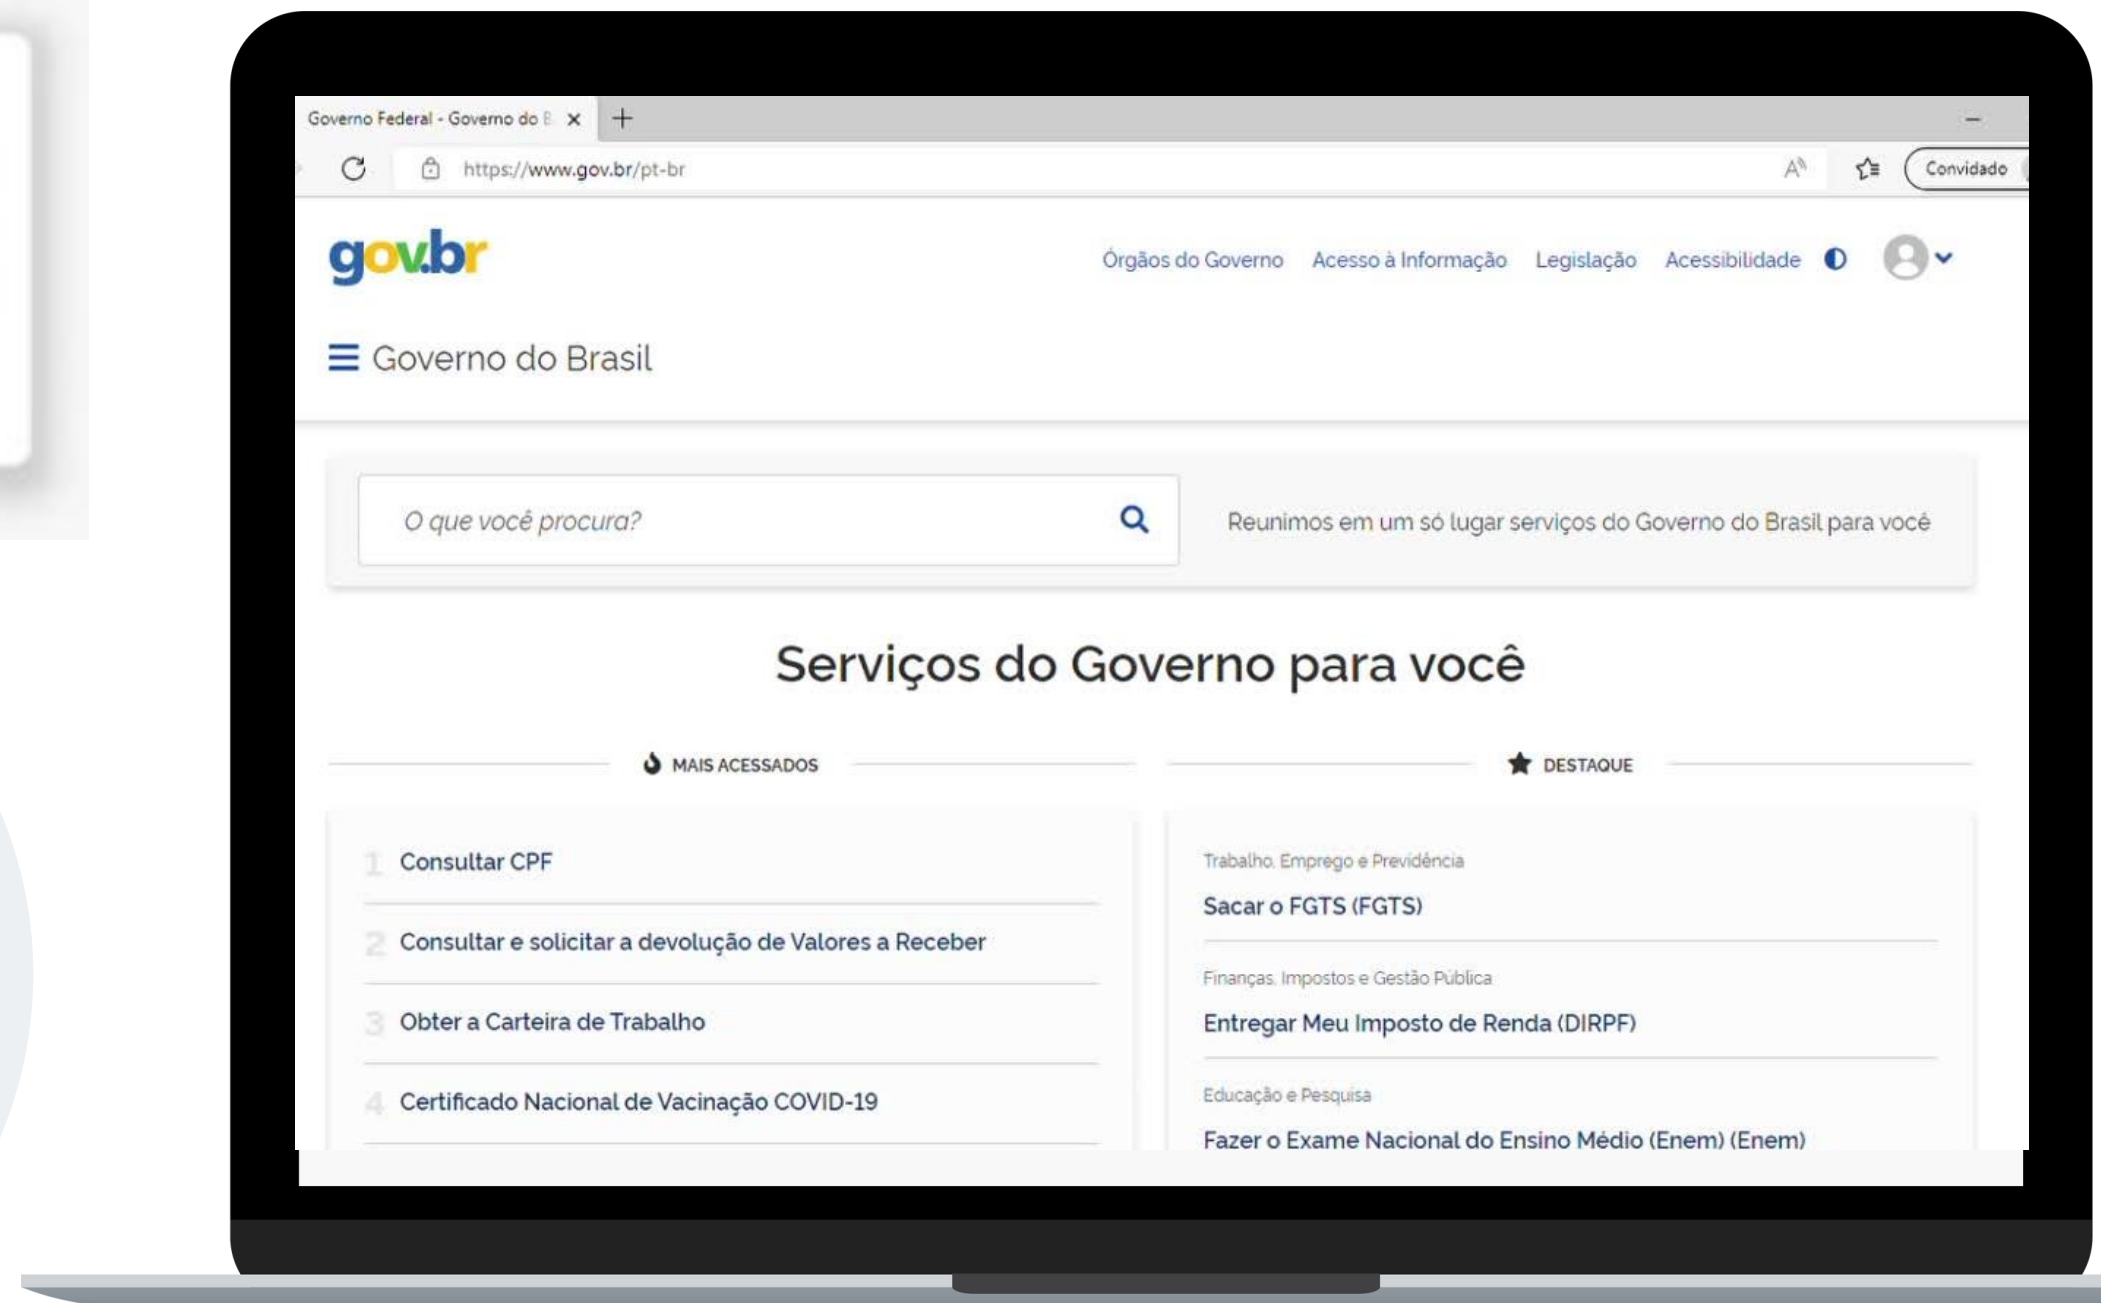 Governo Federal - Governo do B
https://www.gov.br/pt-br
Convidado
gov.br
Órgãos do Governo Acesso à Informação Legislação Acessibilidade
Governo do Brasil
O que você procura?
Reunimos em um só lugar serviços do Governo do Brasil para você
Serviços do Governo para você
MAIS ACESSADOS
1 Consultar CPF
2 Consultar e solicitar a devolução de Valores a Receber
3 Obter a Carteira de Trabalho
4 Certificado Nacional de Vacinação COVID-19
DESTAQUE
Trabalho, Emprego e Previdência
Sacar o FGTS (FGTS)
Finanças, Impostos e Gestão Pública
Entregar Meu Imposto de Renda (DIRPF)
Educação e Pesquisa
Fazer o Exame Nacional do Ensino Médio (Enem) (Enem)